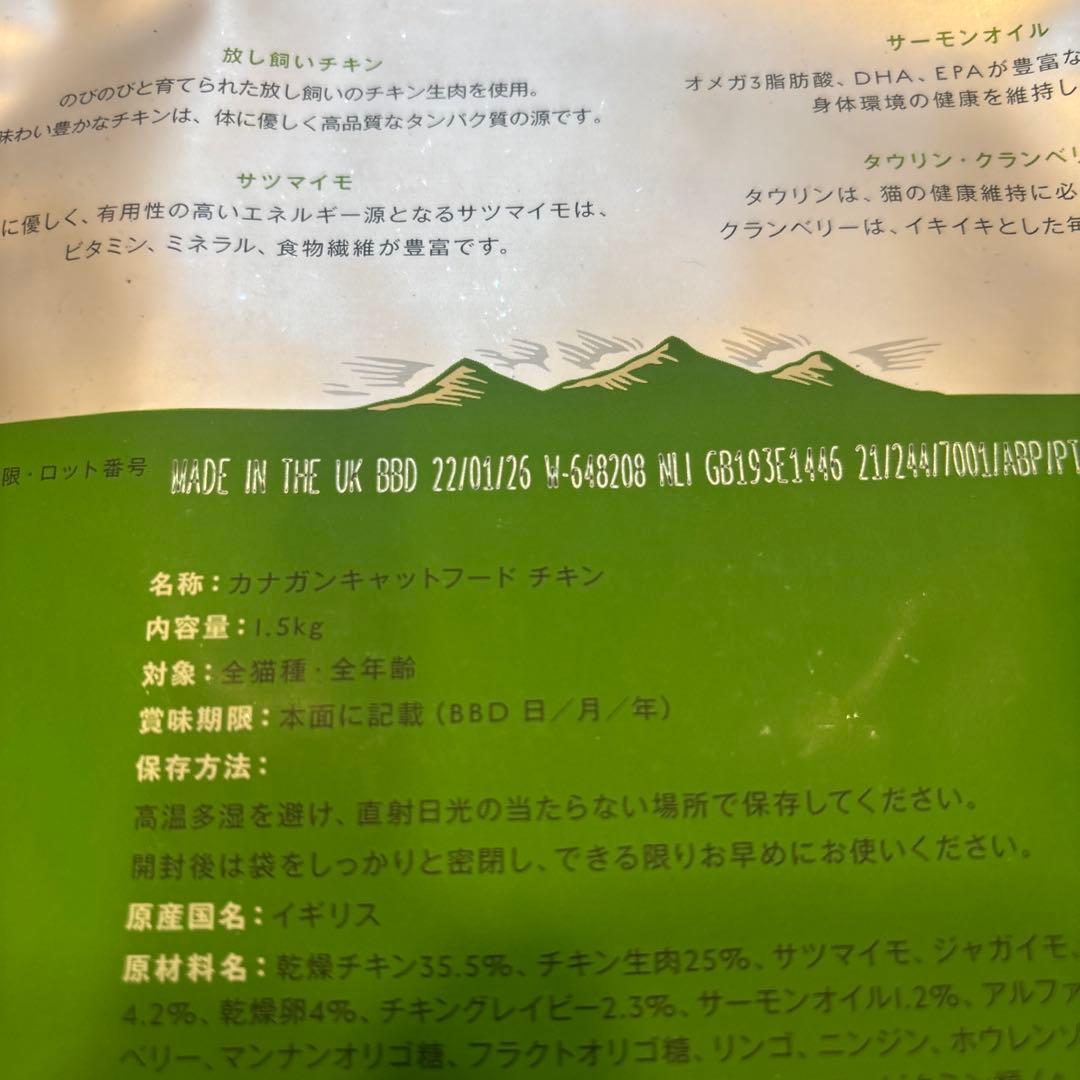 放し飼いチキン
のびのびと育てられた放し飼いのチキン生肉を使用。
味わい豊かなチキンは、体に優しく高品質なタンパク質の源です。
サツマイモ
に優しく、有用性の高いエネルギー源となるサツマイモは、
ビタミン、ミネラル、食物繊維が豊富です。
サーモンオイル
オメガ3脂肪酸、DHA、EPAが豊富な
身体環境の健康を維持し
タウリン・クランベリ
タウリンは、猫の健康維持に必
クランベリーは、イキイキとした毎
限・ロット番号 MADE IN THE UK BBD 22/01/26 W-648208 NLI GB193E1446 21/244/7001/ABP/PT
名称：カナガンキャットフード チキン
内容量：1.5kg
対象：全猫種・全年齢
賞味期限：本面に記載（BBD 日／月／年）
保存方法：
高温多湿を避け、直射日光の当たらない場所で保存してください。
開封後は袋をしっかりと密閉し、できる限りお早めにお使いください。
原産国名：イギリス
原材料名：乾燥チキン35.5%、チキン生肉25%、サツマイモ、ジャガイモ、
4.2%、乾燥卵4%、チキングレイビー2.3%、サーモンオイル1.2%、アルファ
ベリー、マンナンオリゴ糖、フラクトオリゴ糖、リンゴ、ニンジン、ホウレンソ